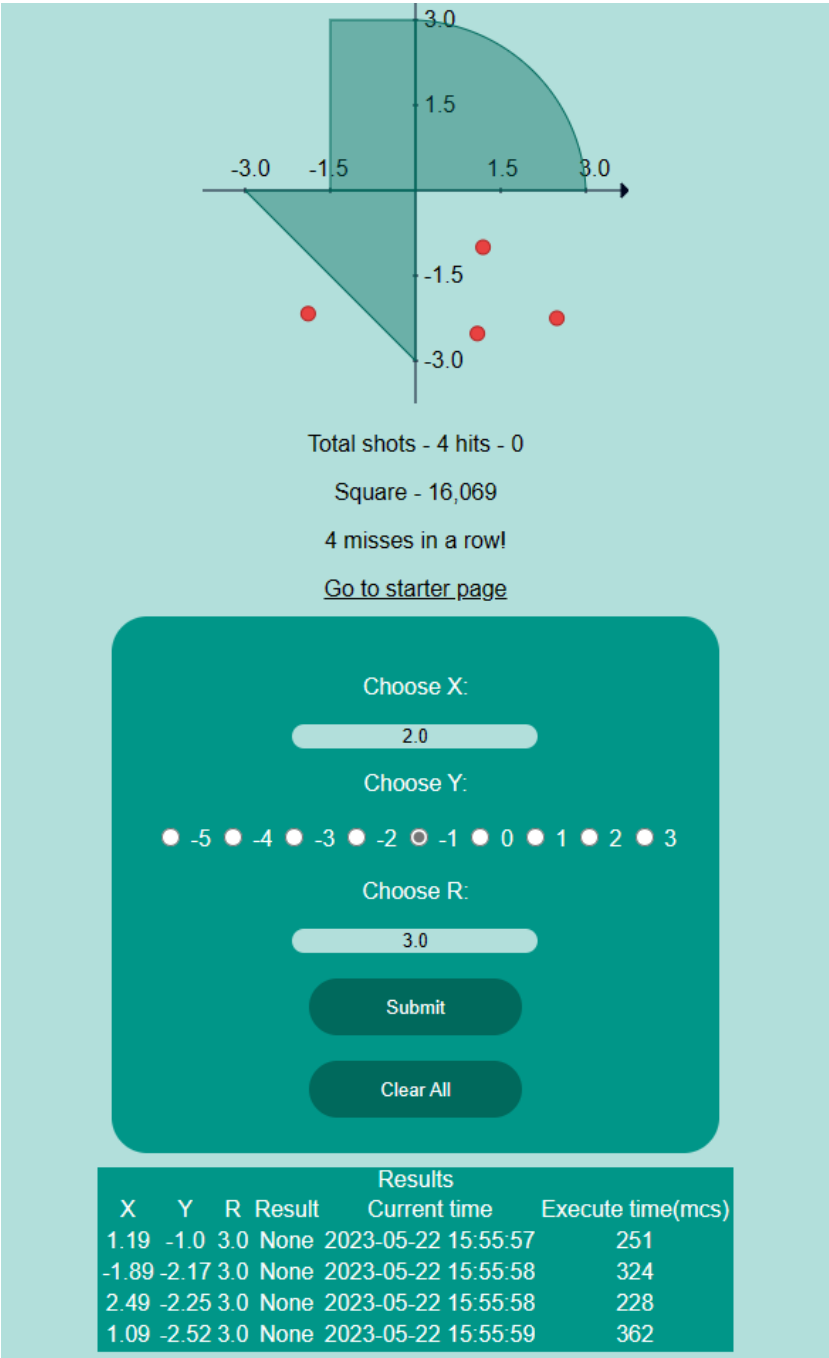 3.0
1.5
-3.0 -1.5 1.5 3.0
-1.5
-3.0
Total shots - 4 hits - 0
Square - 16,069
4 misses in a row!
Go to starter page
Choose X:
2.0
Choose Y:
-5 -4 -3 -2 -1 0 1 2 3
Choose R:
3.0
Submit
Clear All
Results
X Y R Result Current time Execute time(mcs)
1.19 -1.0 3.0 None 2023-05-22 15:55:57 251
-1.89 -2.17 3.0 None 2023-05-22 15:55:58 324
2.49 -2.25 3.0 None 2023-05-22 15:55:58 228
1.09 -2.52 3.0 None 2023-05-22 15:55:59 362